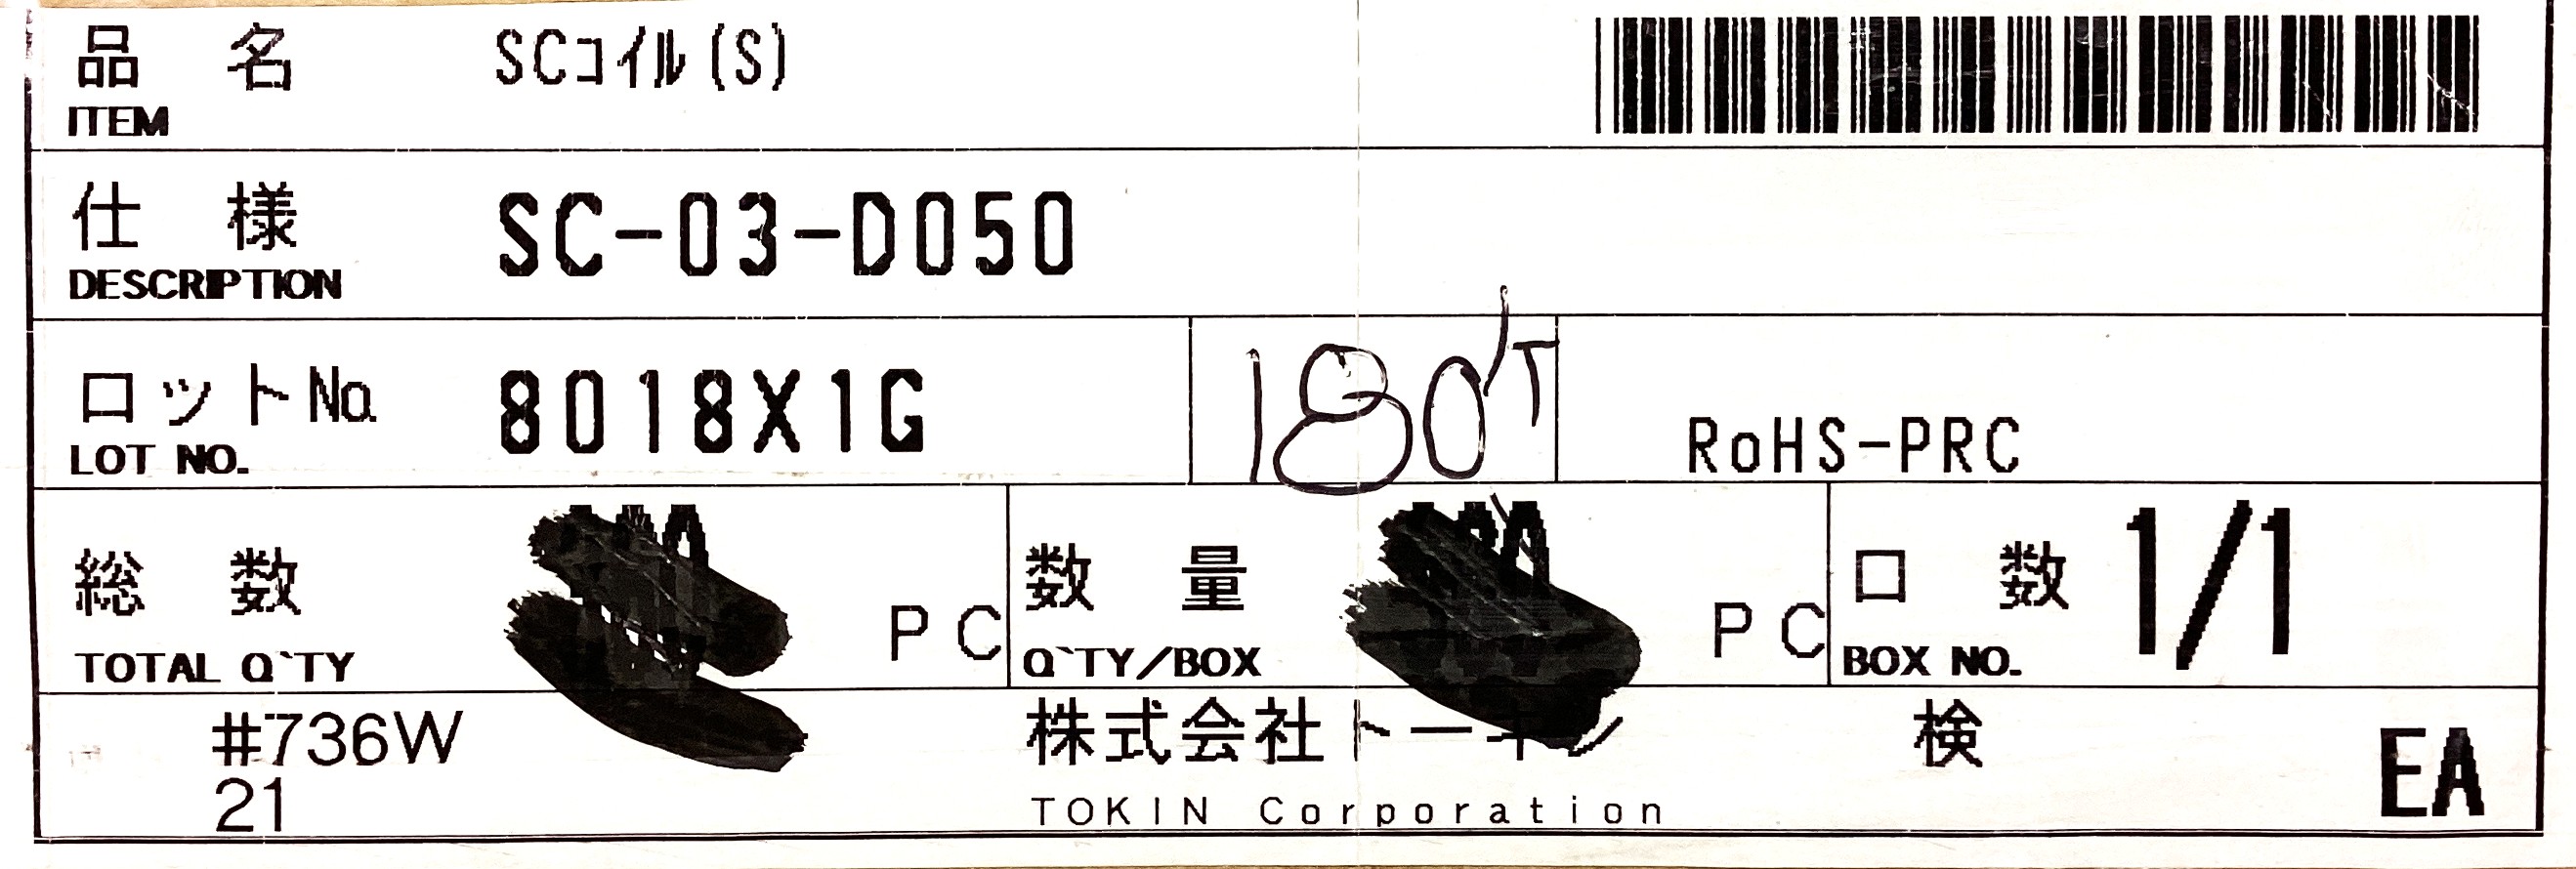 品 名 SCコイル(S)
ITEM
仕 様 SC-03-D050
DESCRIPTION
ロットNo. 8018X1G 180 RoHS-PRC
LOT NO.
総 数 PC 数 量 PC 口 数 1/1
TOTAL Q`TY Q`TY/BOX BOX NO.
#736W 株式会社トーキン 検 EA
21 TOKIN Corporation